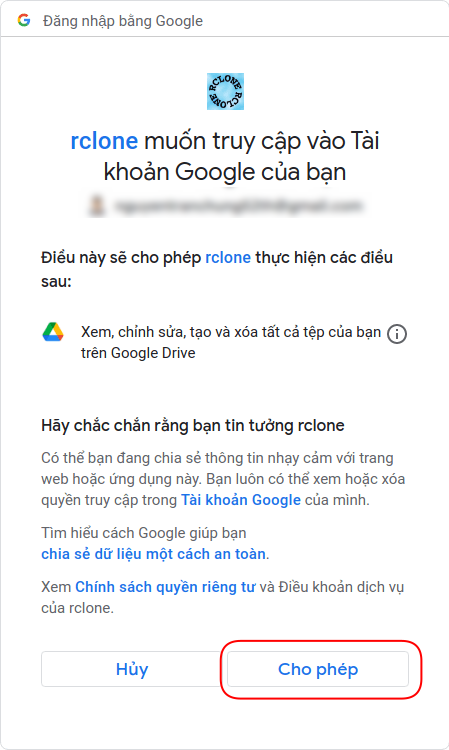 Đăng nhập bằng Google
RCLONE RCLONE
rclone muốn truy cập vào Tài
khoản Google của bạn
Điều này sẽ cho phép rclone thực hiện các điều
sau:
Xem, chỉnh sửa, tạo và xóa tất cả tệp của bạn
trên Google Drive
Hãy chắc chắn rằng bạn tin tưởng rclone
Có thể bạn đang chia sẻ thông tin nhạy cảm với trang
web hoặc ứng dụng này. Bạn luôn có thể xem hoặc xóa
quyền truy cập trong Tài khoản Google của mình.
Tìm hiểu cách Google giúp bạn
chia sẻ dữ liệu một cách an toàn.
Xem Chính sách quyền riêng tư và Điều khoản dịch vụ
của rclone.
Hủy
Cho phép